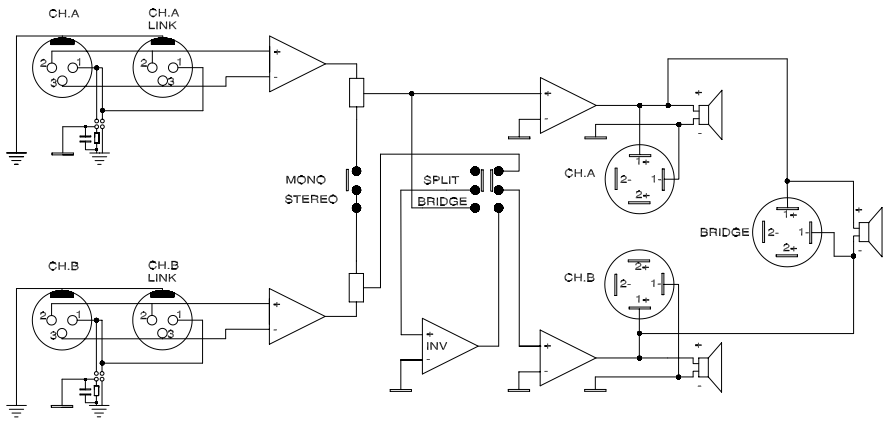 CH.A
CH.A
LINK
2 1
3
2 1
3
+
-
+
-
+
-
1+
2- 1-
2+
CH.A
MONO
STEREO
SPLIT
BRIDGE
BRIDGE
1+
2- 1-
2+
+
-
CH.B
CH.B
LINK
2 1
3
2 1
3
+
-
CH.B
2+
2- 1-
1+
+
INV
-
+
-
+
-